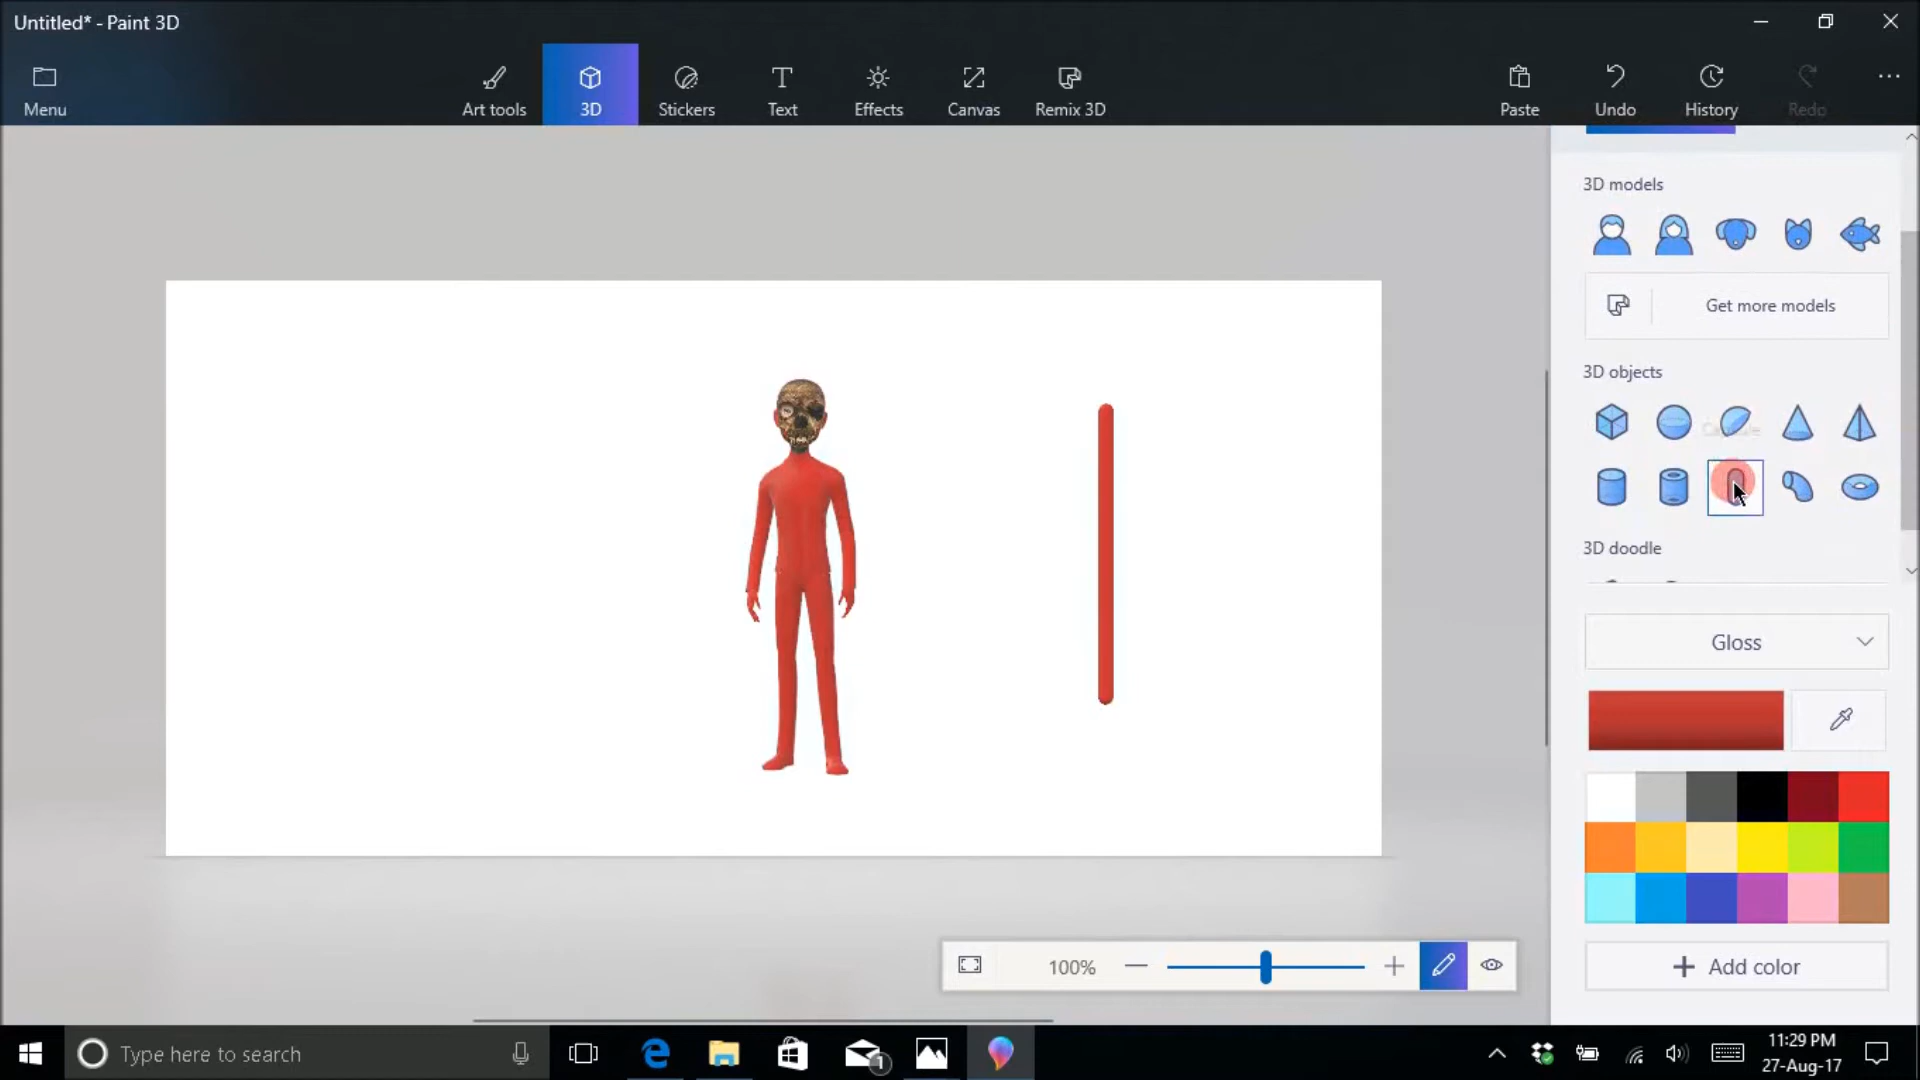 Untitled* - Paint 3D
Menu
Art tools
3D
Stickers
Text
Effects
Canvas
Remix 3D
Paste
Undo
History
Redo
3D models
Get more models
3D objects
Capsule
3D doodle
Gloss
Add color
100%
Type here to search
1
11:29 PM
27-Aug-17